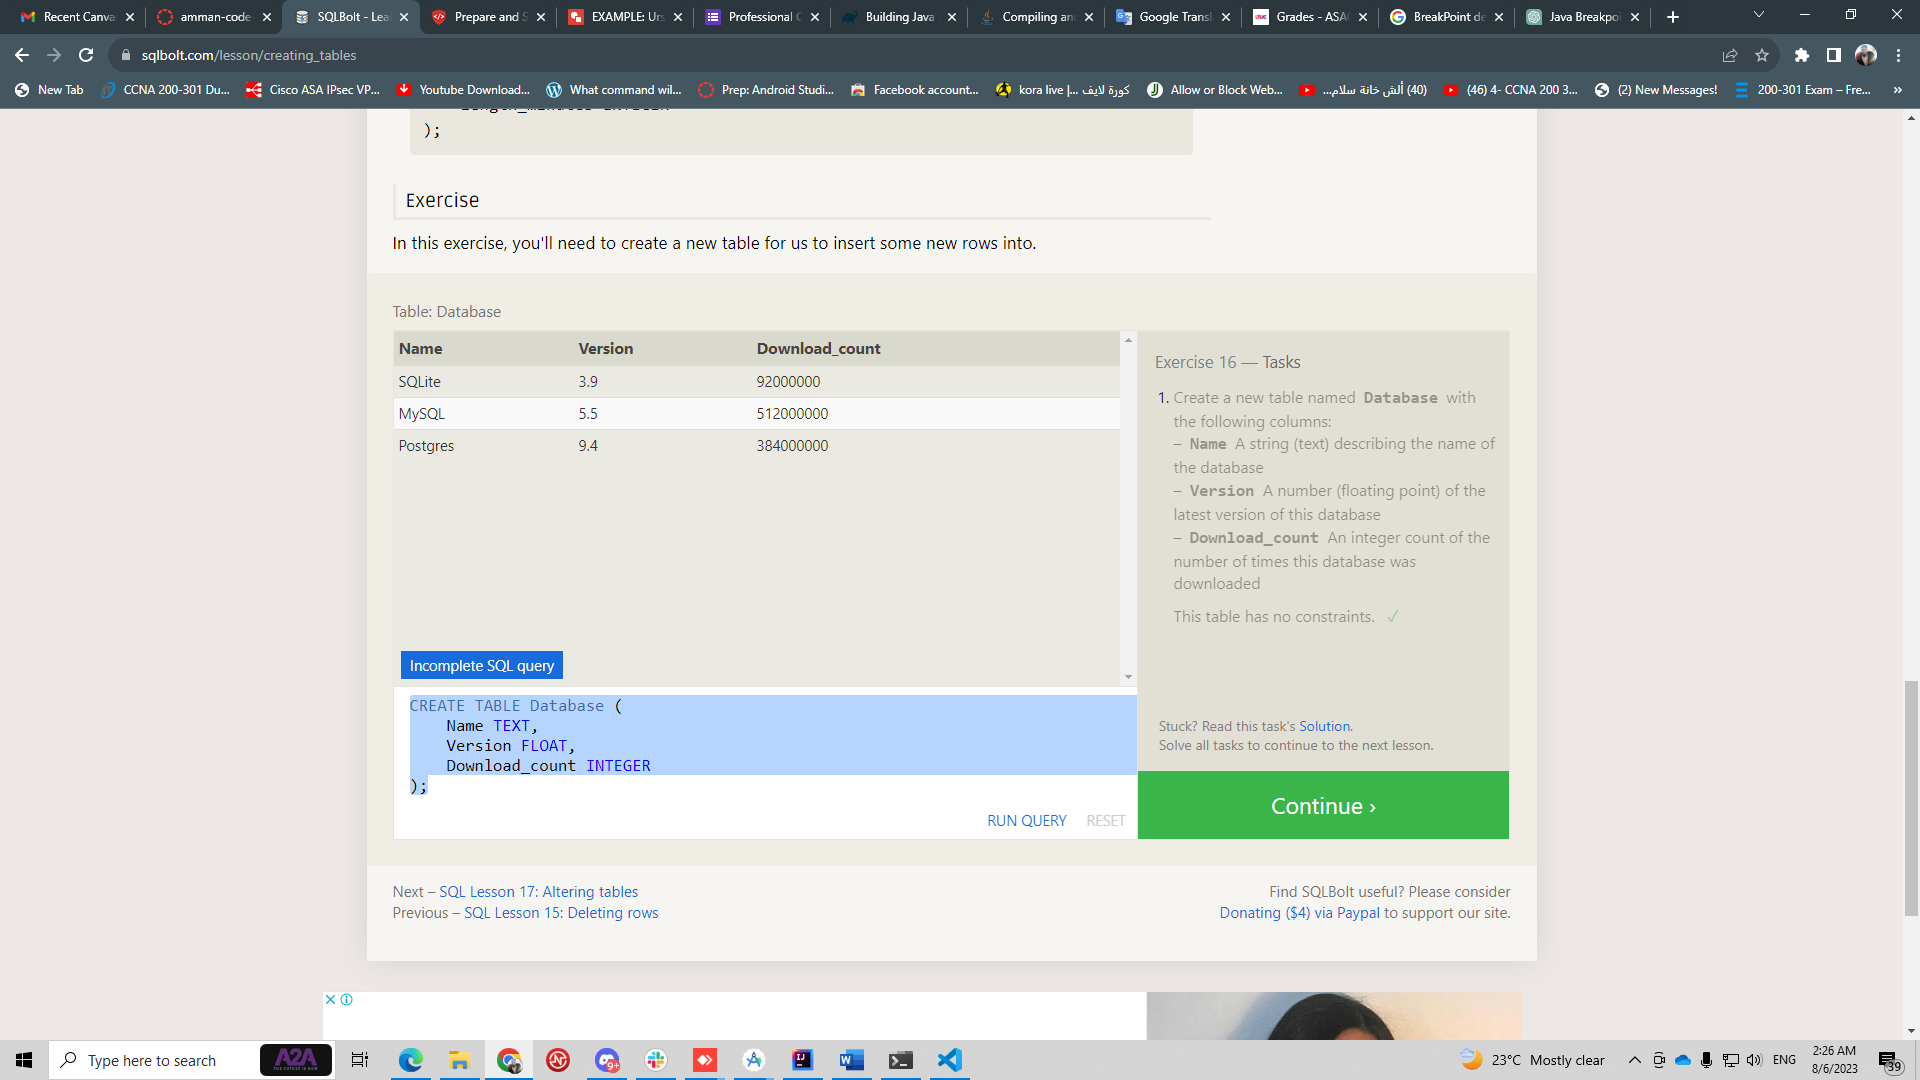 Recent Canva
amman-code-
SQLBolt - Lea
Prepare and S
EXAMPLE: Urs
Professional C
Building Java
Compiling an
Google Transl
Grades - ASA
BreakPoint de
Java Breakpoi
sqlbolt.com/lesson/creating_tables
New Tab
CCNA 200-301 Du...
Cisco ASA IPsec VP...
Youtube Download...
What command wil...
Prep: Android Studi...
Facebook account...
kora live |... كورة لايف
Allow or Block Web...
(40) ألش خانة سلام...
(46) 4- CCNA 200 3...
(2) New Messages!
200-301 Exam – Fre...
»
);
Exercise
In this exercise, you'll need to create a new table for us to insert some new rows into.
Table: Database
Name Version Download_count
SQLite 3.9 92000000
MySQL 5.5 512000000
Postgres 9.4 384000000
Incomplete SQL query
CREATE TABLE Database (
Name TEXT,
Version FLOAT,
Download_count INTEGER
);
RUN QUERY RESET
Exercise 16 — Tasks
1. Create a new table named Database with
the following columns:
– Name A string (text) describing the name of
the database
– Version A number (floating point) of the
latest version of this database
– Download_count An integer count of the
number of times this database was
downloaded
This table has no constraints. ✓
Stuck? Read this task's Solution.
Solve all tasks to continue to the next lesson.
Continue ›
Next – SQL Lesson 17: Altering tables
Previous – SQL Lesson 15: Deleting rows
Find SQLBolt useful? Please consider
Donating ($4) via Paypal to support our site.
Type here to search
A2A
9+
23°C Mostly clear
ENG
2:26 AM
8/6/2023
39